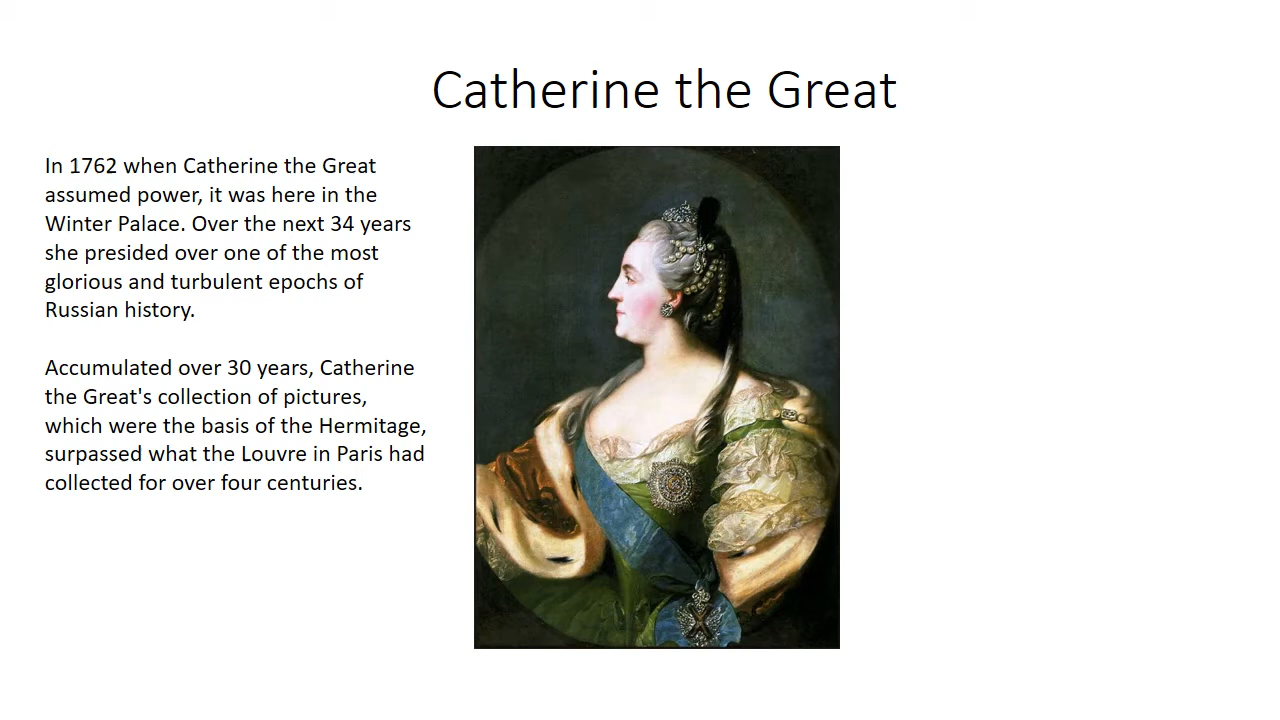 Catherine the Great
In 1762 when Catherine the Great
assumed power, it was here in the
Winter Palace. Over the next 34 years
she presided over one of the most
glorious and turbulent epochs of
Russian history.
Accumulated over 30 years, Catherine
the Great's collection of pictures,
which were the basis of the Hermitage,
surpassed what the Louvre in Paris had
collected for over four centuries.